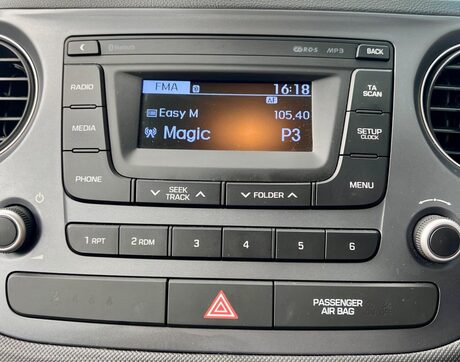 Bluetooth
R·D·S
MP3
BACK
RADIO
MEDIA
PHONE
FMA
16:18
AF
Easy M
105,40
Magic
P3
TA
SCAN
SETUP
CLOCK
MENU
SEEK
TRACK
FOLDER
1 RPT
2 RDM
3
4
5
6
PASSENGER
AIR BAG